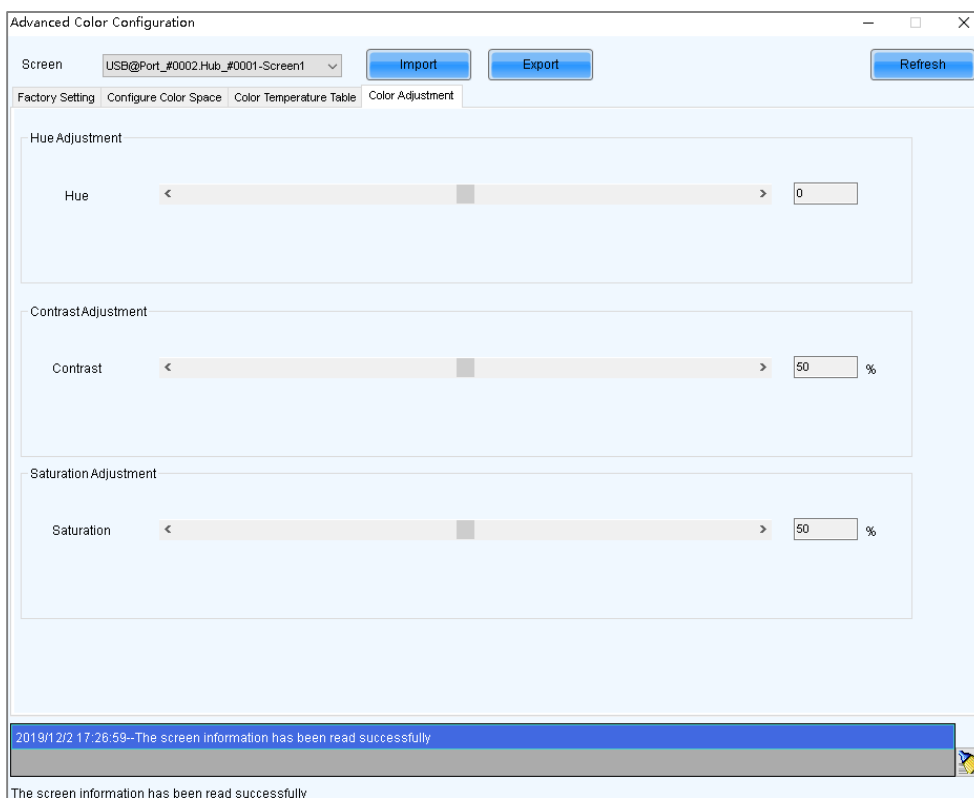 Advanced Color Configuration
Screen USB@Port_#0002.Hub_#0001-Screen1 Import Export Refresh
Factory Setting Configure Color Space Color Temperature Table Color Adjustment
Hue Adjustment
Hue 0
Contrast Adjustment
Contrast 50 %
Saturation Adjustment
Saturation 50 %
2019/12/2 17:26:59--The screen information has been read successfully
The screen information has been read successfully